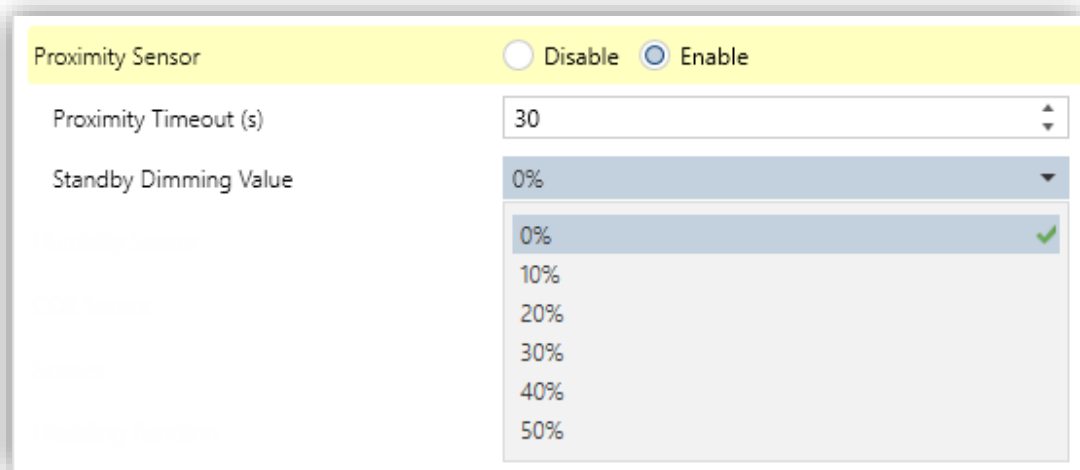 Proximity Sensor Disable Enable
Proximity Timeout (s) 30
Standby Dimming Value 0%
0%
10%
20%
30%
40%
50%